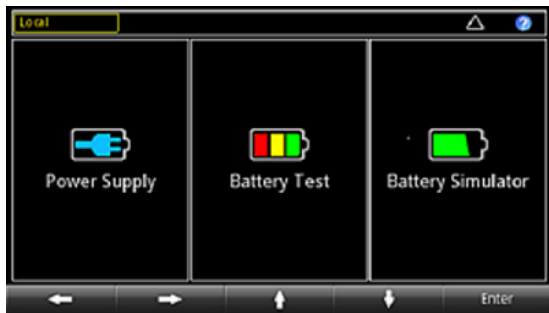 Local
Power Supply
Battery Test
Battery Simulator
Enter